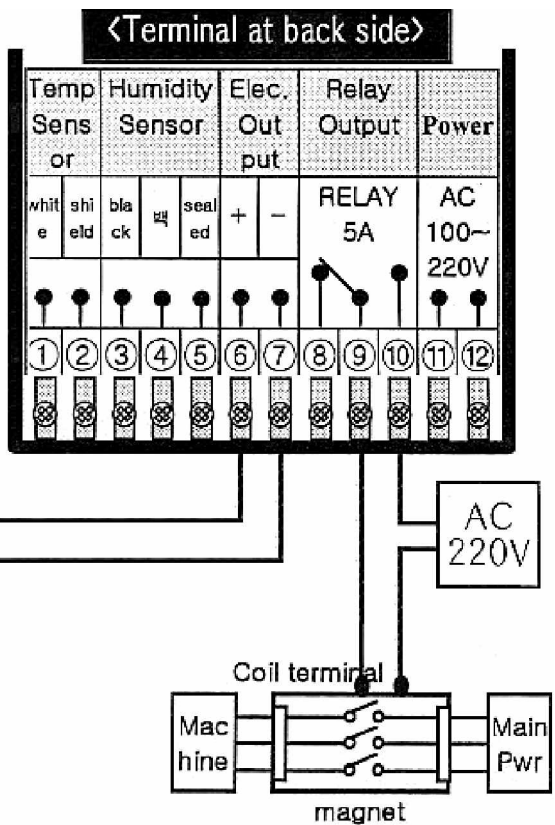 <Terminal at back side>
Temp Humidity Elec. Relay
Sens Sensor Out Output Power
or put
whit shi bla 백 seal + − RELAY AC
e eld ck ed 5A 100~
220V
① ② ③ ④ ⑤ ⑥ ⑦ ⑧ ⑨ ⑩ ⑪ ⑫
AC
220V
Coil terminal
Mac
hine
Main
Pwr
magnet